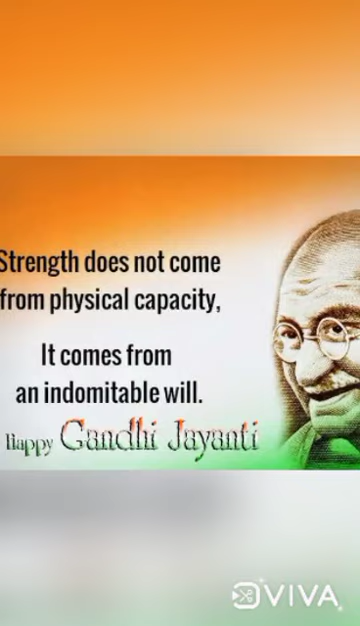 Strength does not come
from physical capacity,
It comes from
an indomitable will.
Happy Gandhi Jayanti
VIVA